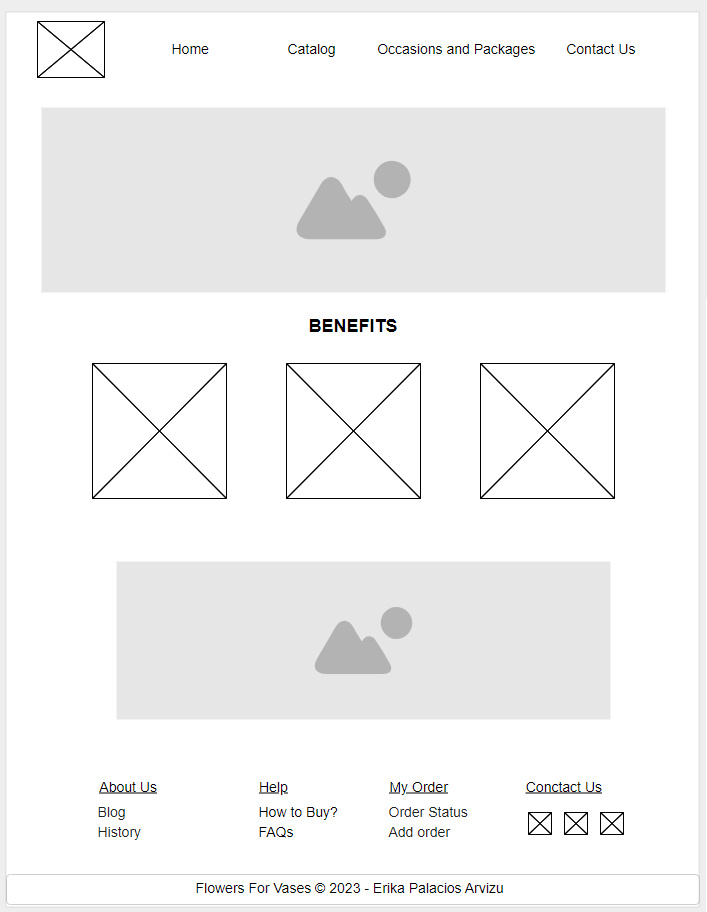 Home Catalog Occasions and Packages Contact Us
BENEFITS
About Us Help My Order Conctact Us
Blog How to Buy? Order Status
History FAQs Add order
Flowers For Vases © 2023 - Erika Palacios Arvizu